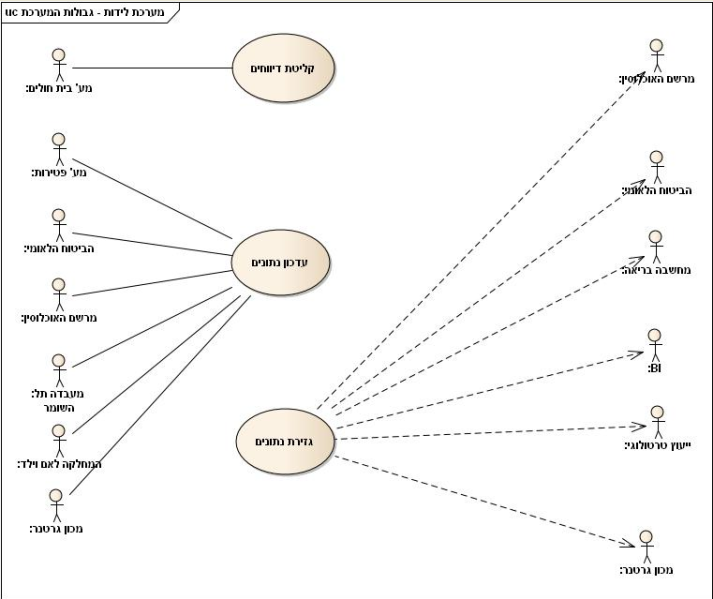 מערכת לידות - גבולות המערכת uc
מע' בית חולים:
קליטת דיווחים
מרשם האוכלוסין:
מע' פטירות:
הביטוח הלאומי:
הביטוח הלאומי:
עדכון נתונים
מחשבה בריאה:
מרשם האוכלוסין:
BI:
מעבדה תל:
השומר
גזירת נתונים
ייעוץ טרטולוגי:
המחלקה לאם וילד:
מכון גרטנר:
מכון גרטנר: